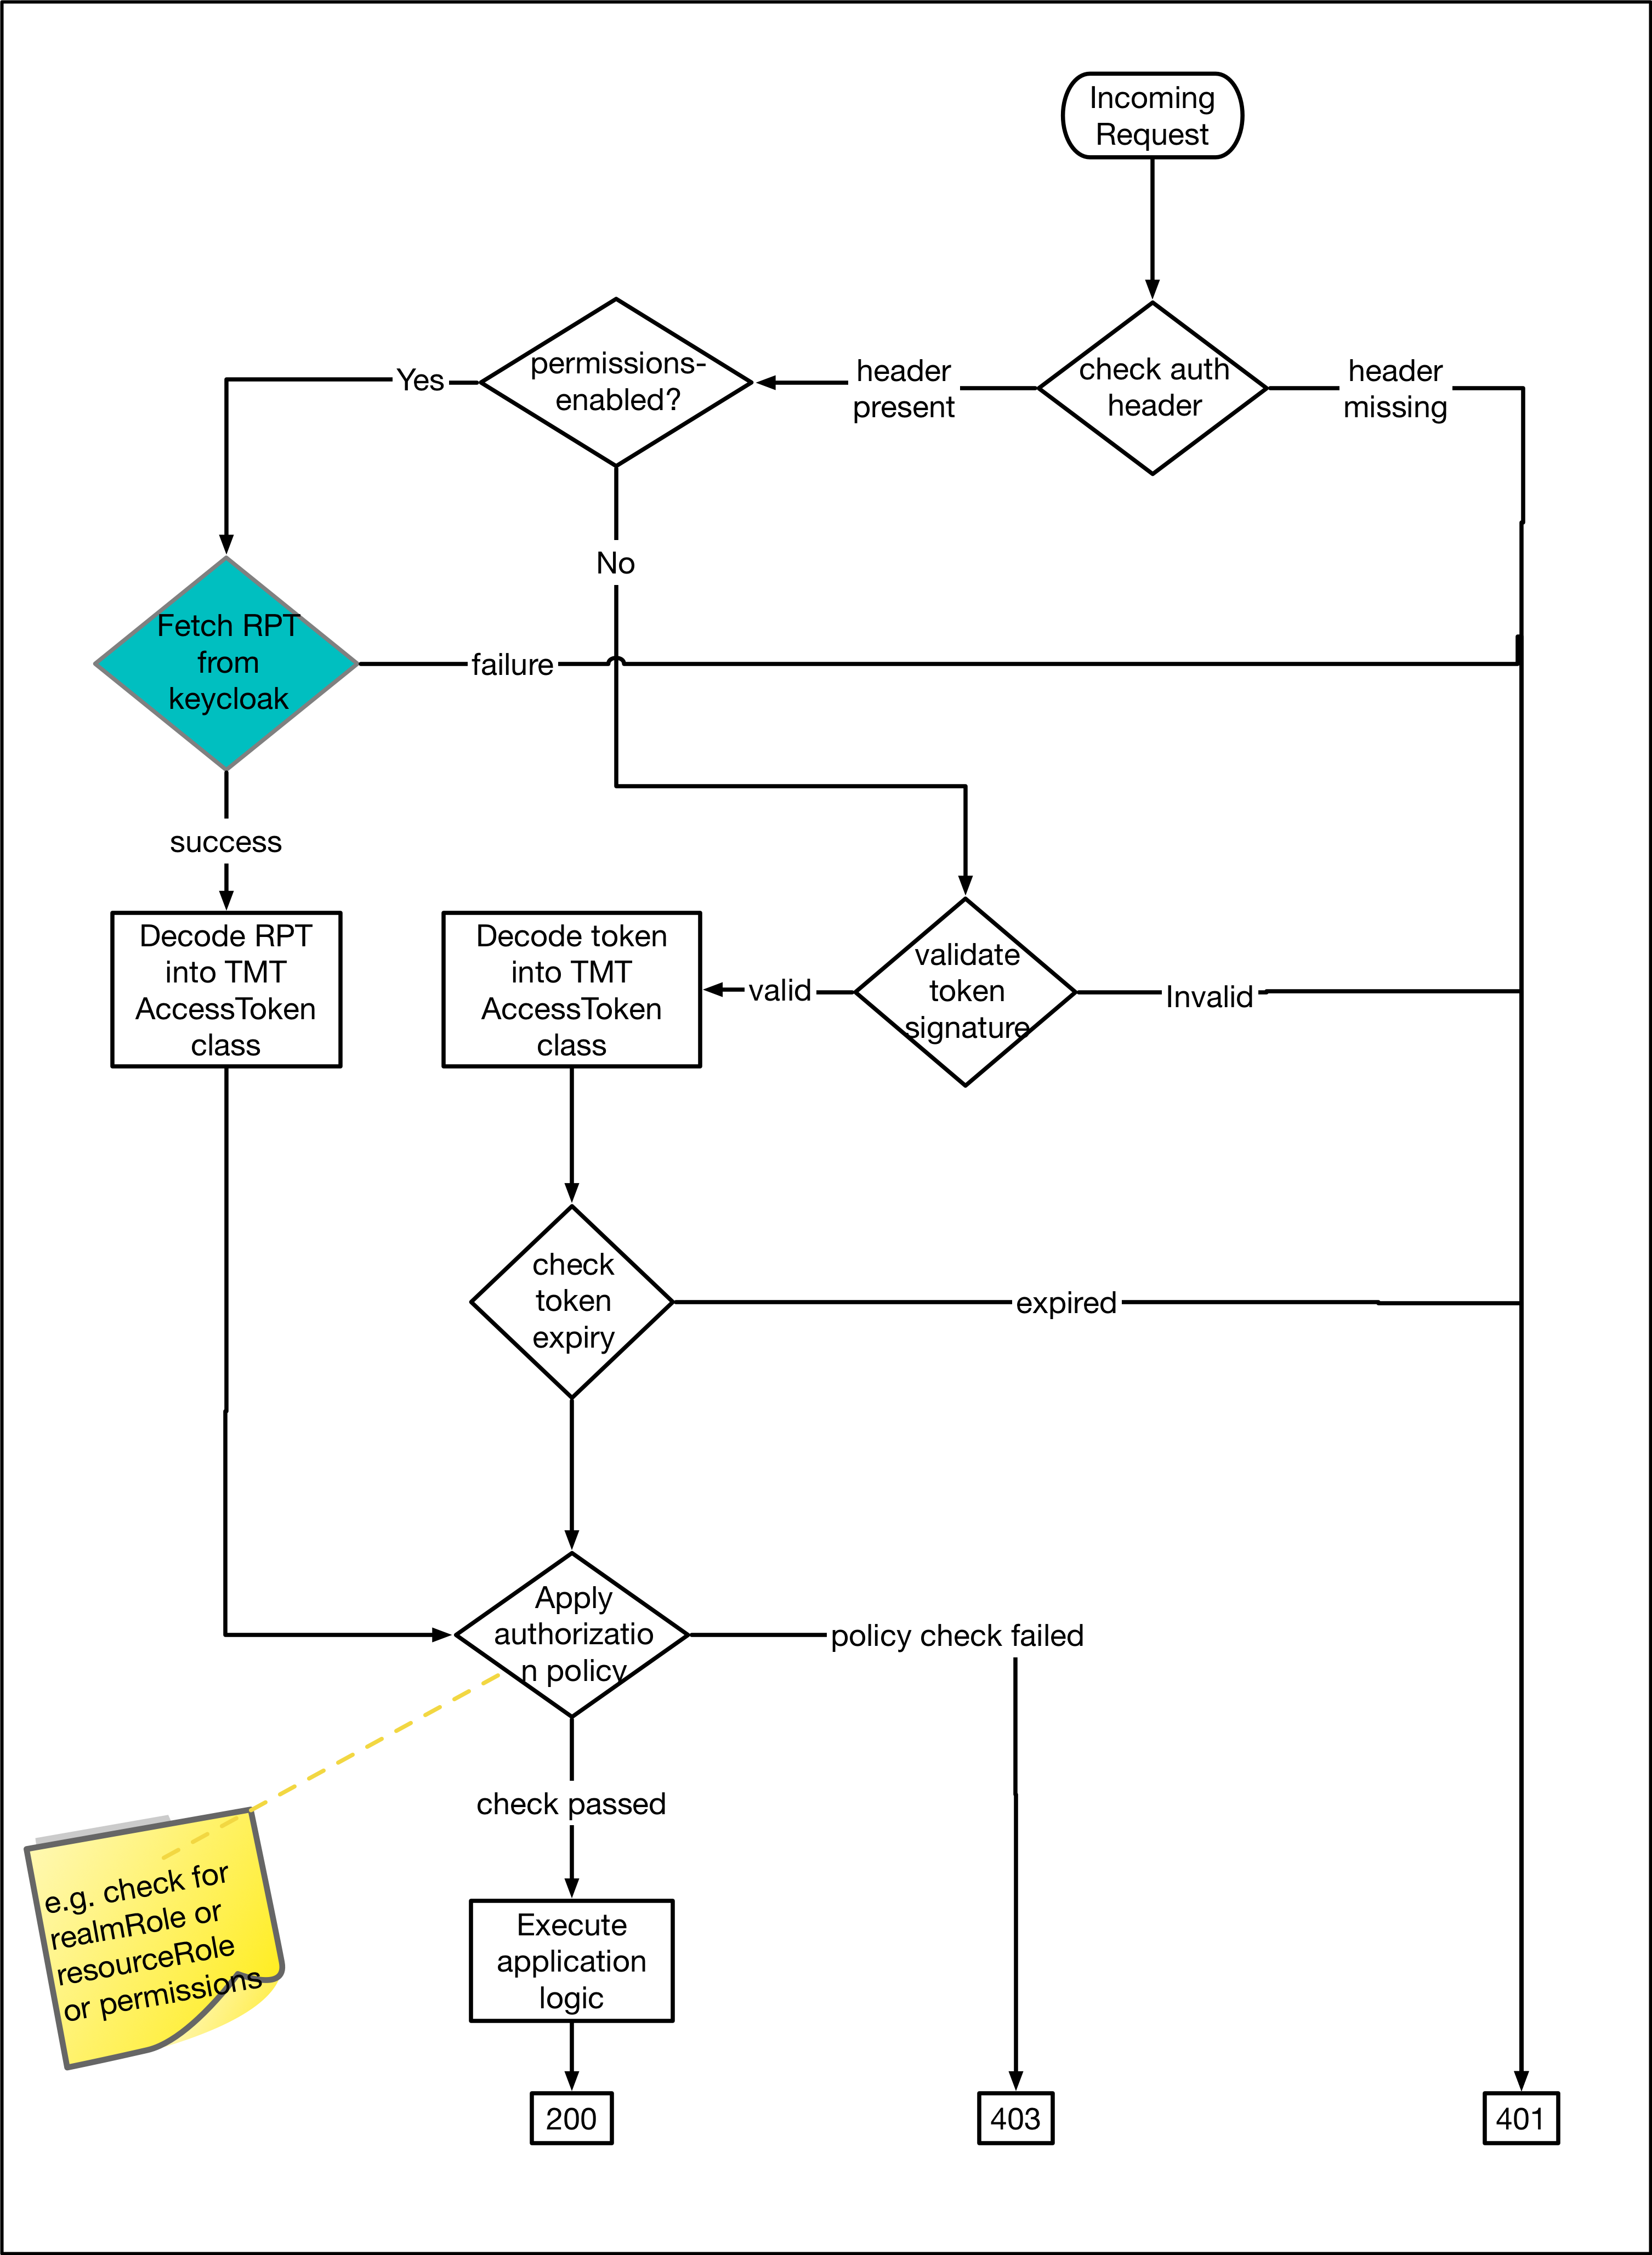 Incoming
Request
check auth
header
header
present
header
missing
permissions-
enabled?
Yes
No
Fetch RPT
from
keycloak
failure
success
Decode RPT
into TMT
AccessToken
class
Decode token
into TMT
AccessToken
class
valid
validate
token
signature
Invalid
check
token
expiry
expired
Apply
authorizatio
n policy
policy check failed
check passed
e.g. check for
realmRole or
resourceRole
or permissions
Execute
application
logic
200
403
401